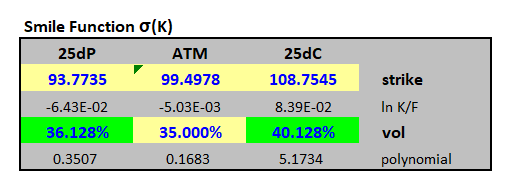 Smile Function σ(K)
25dP ATM 25dC
93.7735 99.4978 108.7545 strike
-6.43E-02 -5.03E-03 8.39E-02 ln K/F
36.128% 35.000% 40.128% vol
0.3507 0.1683 5.1734 polynomial